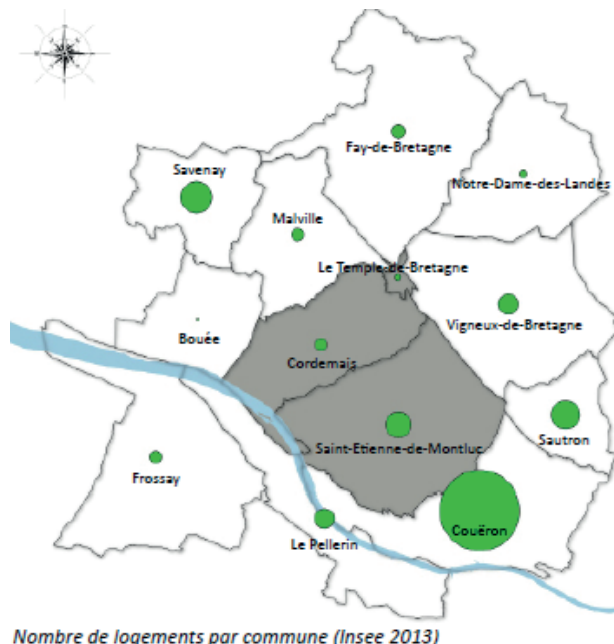 Fay-de-Bretagne
Savenay
Notre-Dame-des-Landes
Malville
Le Temple-de-Bretagne
Vigneux-de-Bretagne
Bouée
Cordemais
Sautron
Saint-Etienne-de-Montluc
Frossay
Couëron
Le Pellerin
Nombre de logements par commune (Insee 2013)